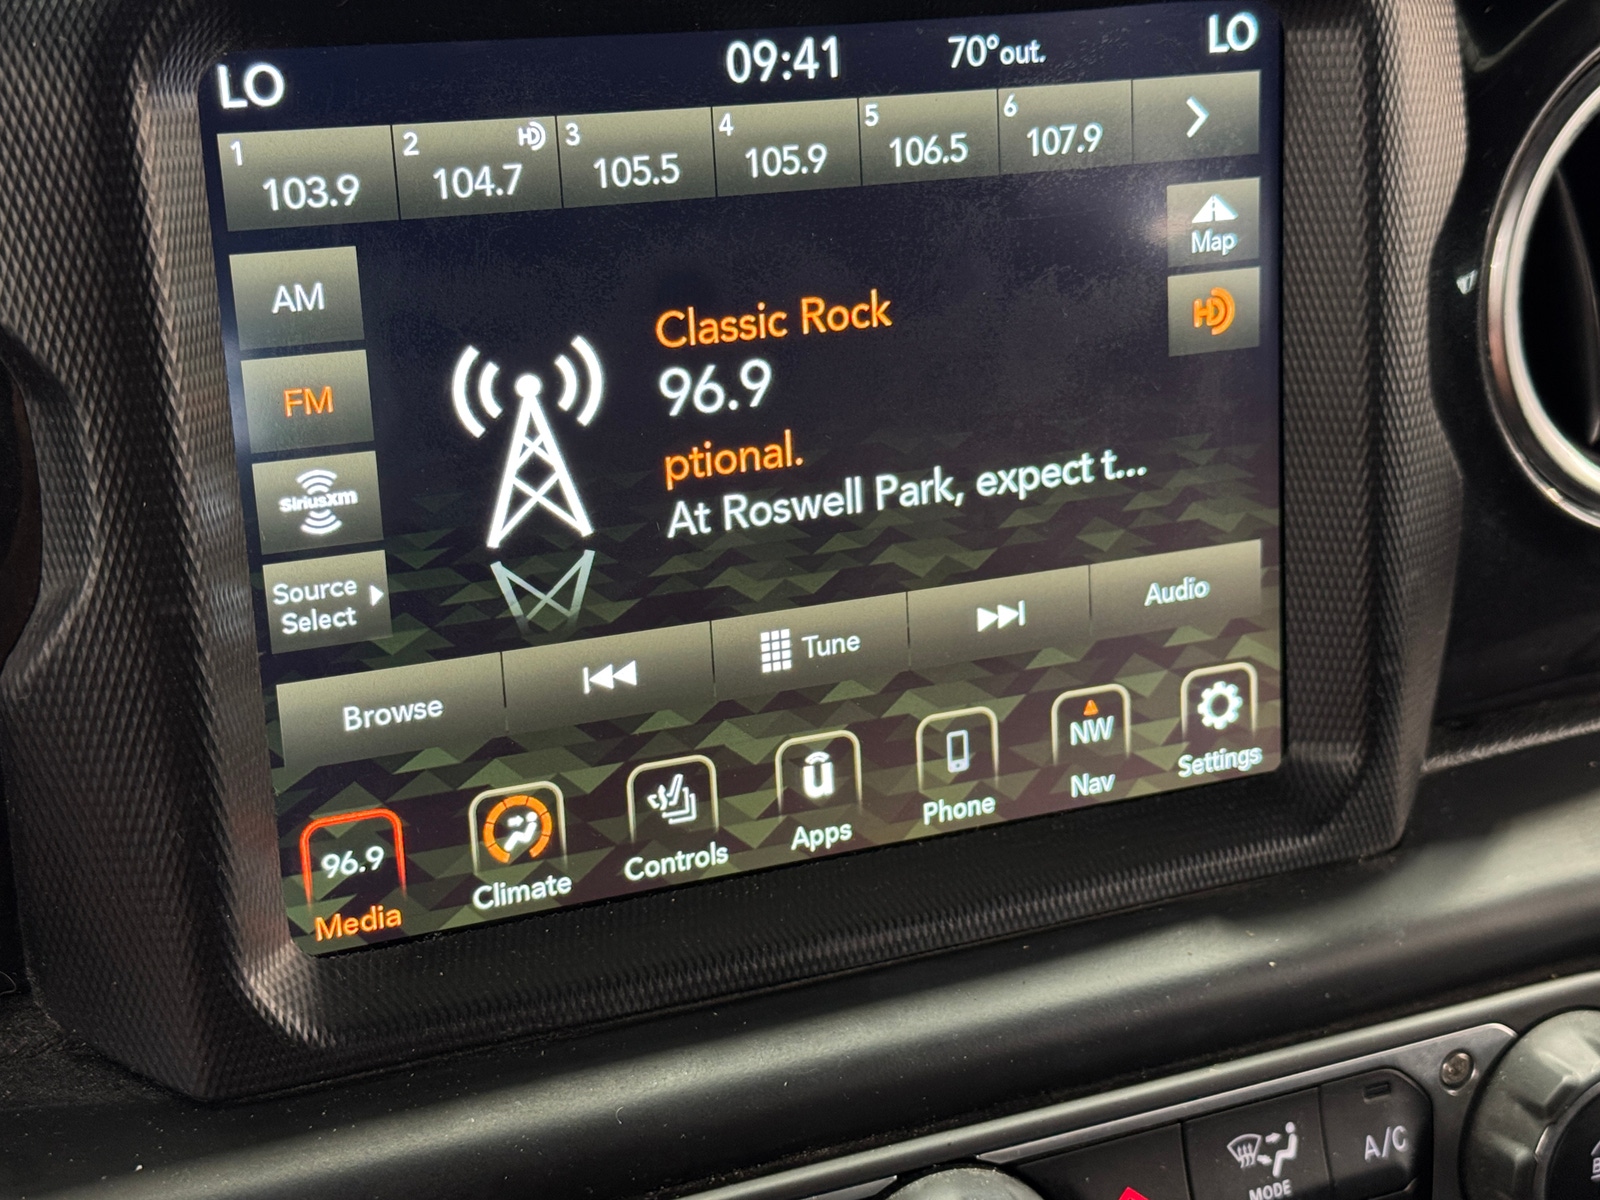 LO 09:41 70°out. LO
1 2 HD 3 4 5 6
103.9 104.7 105.5 105.9 106.5 107.9
Map
AM
HD
Classic Rock
96.9
FM
ptional.
At Roswell Park, expect t...
SiriusXm
Source
Select
Browse Tune Audio
96.9 NW
Media Climate Controls Apps Phone Nav Settings
MODE A/C